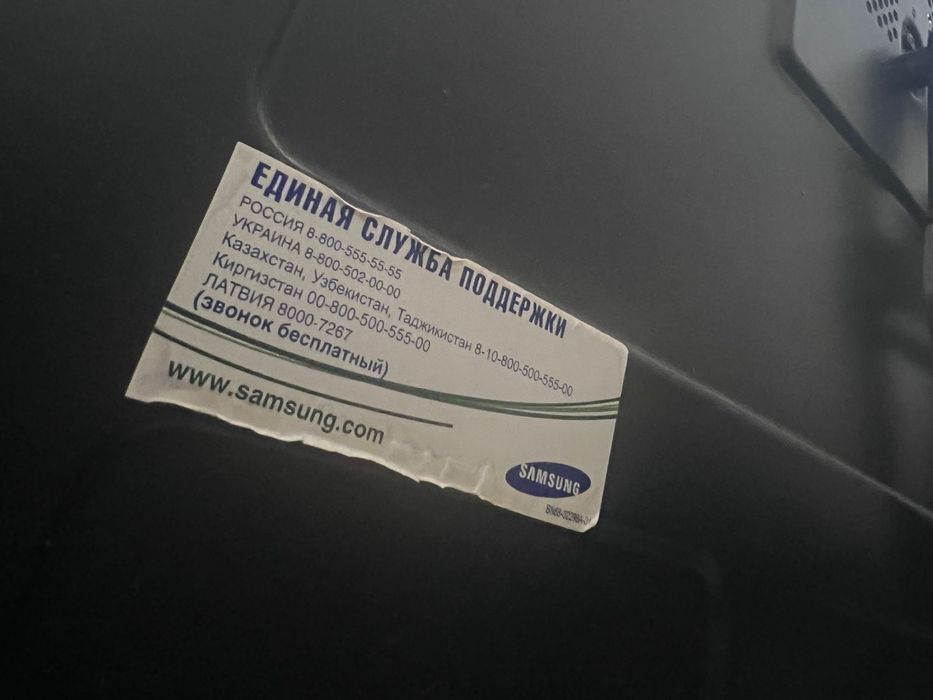 ЕДИНАЯ СЛУЖБА ПОДДЕРЖКИ
РОССИЯ 8-800-555-55-55
УКРАИНА 8-800-502-00-00
Казахстан, Узбекистан, Таджикистан 8-10-800-500-555-00
Киргизстан 00-800-500-555-00
ЛАТВИЯ 8000-7267
(звонок бесплатный)
www.samsung.com
SAMSUNG